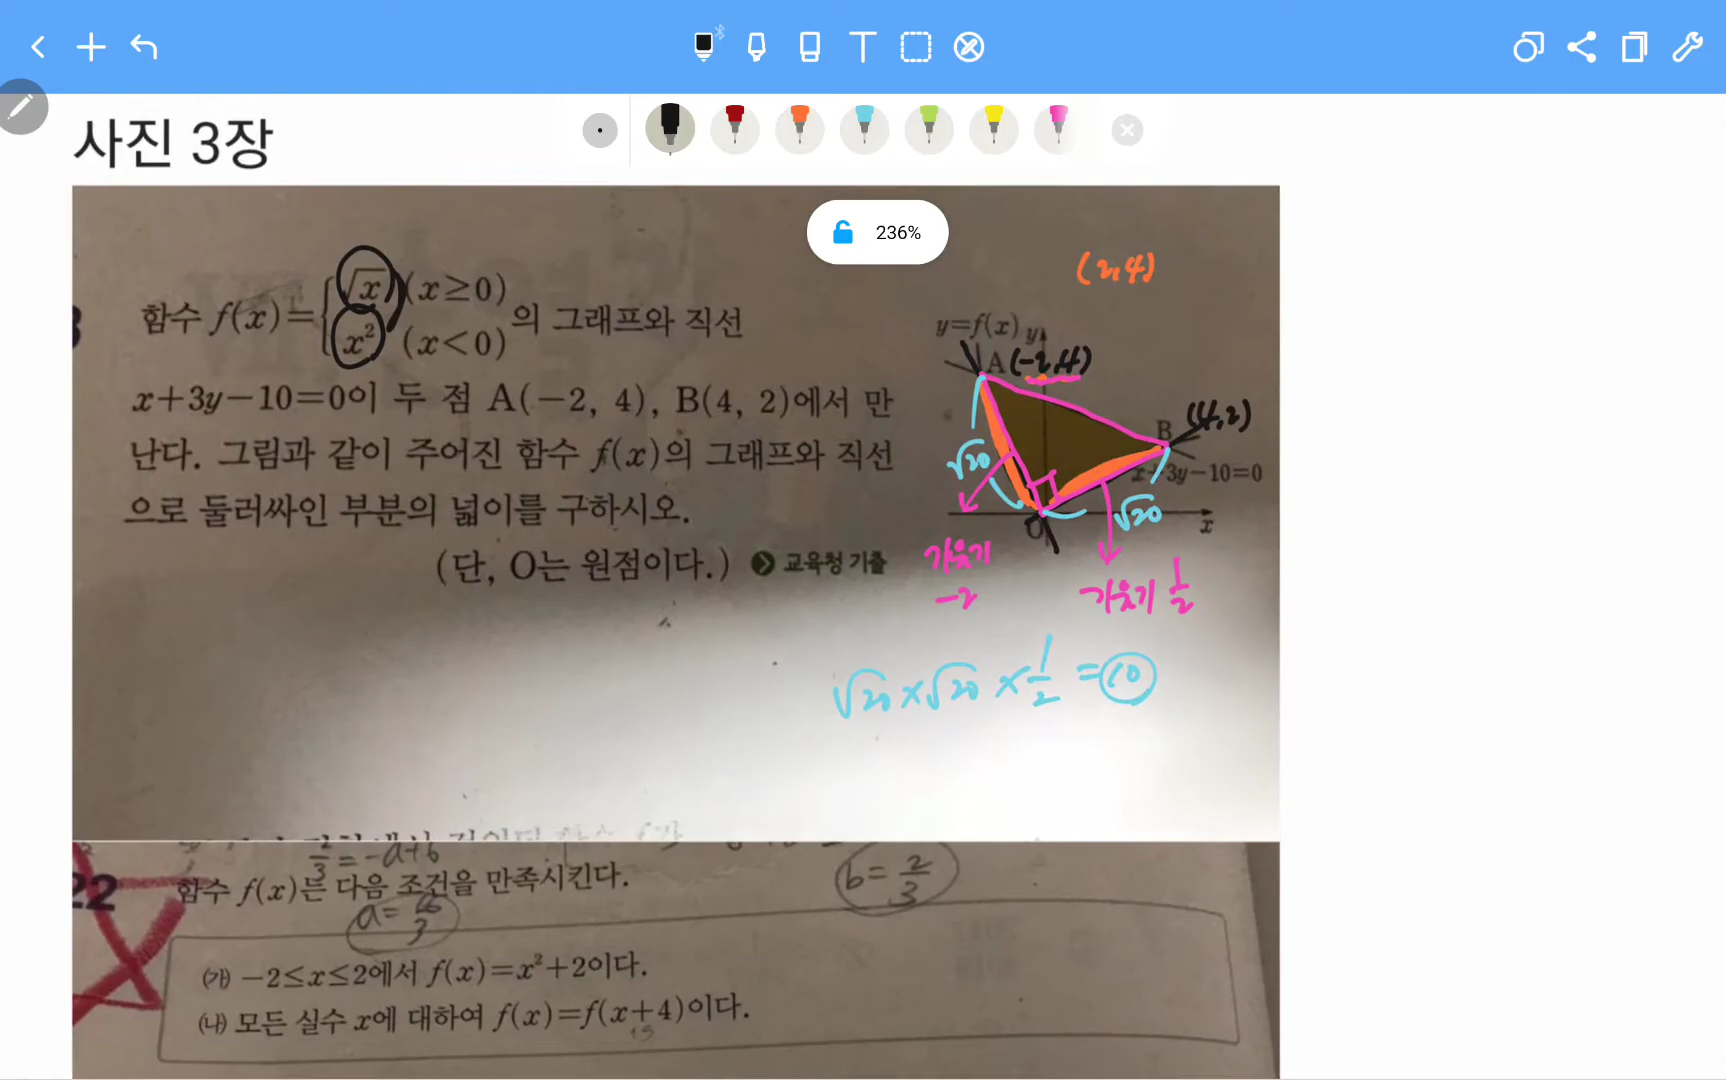 사진 3장
236%
함수 f(x)={√x (x≥0)
x² (x<0) 의 그래프와 직선
x+3y-10=0이 두 점 A(-2, 4), B(4, 2)에서 만
난다. 그림과 같이 주어진 함수 f(x)의 그래프와 직선
으로 둘러싸인 부분의 넓이를 구하시오.
(단, O는 원점이다.) 교육청 기출
(2,4)
y=f(x) y
A (-2,4)
B (4,2)
x+3y-10=0
√20
√20
O x
기울기
-2
기울기 1/2
√20 × √20 × 1/2 = 10
2/3 = -a+b
22 함수 f(x)는 다음 조건을 만족시킨다.
b = 2/3
(가) -2≤x≤2에서 f(x)=x²+2이다.
(나) 모든 실수 x에 대하여 f(x)=f(x+4)이다.